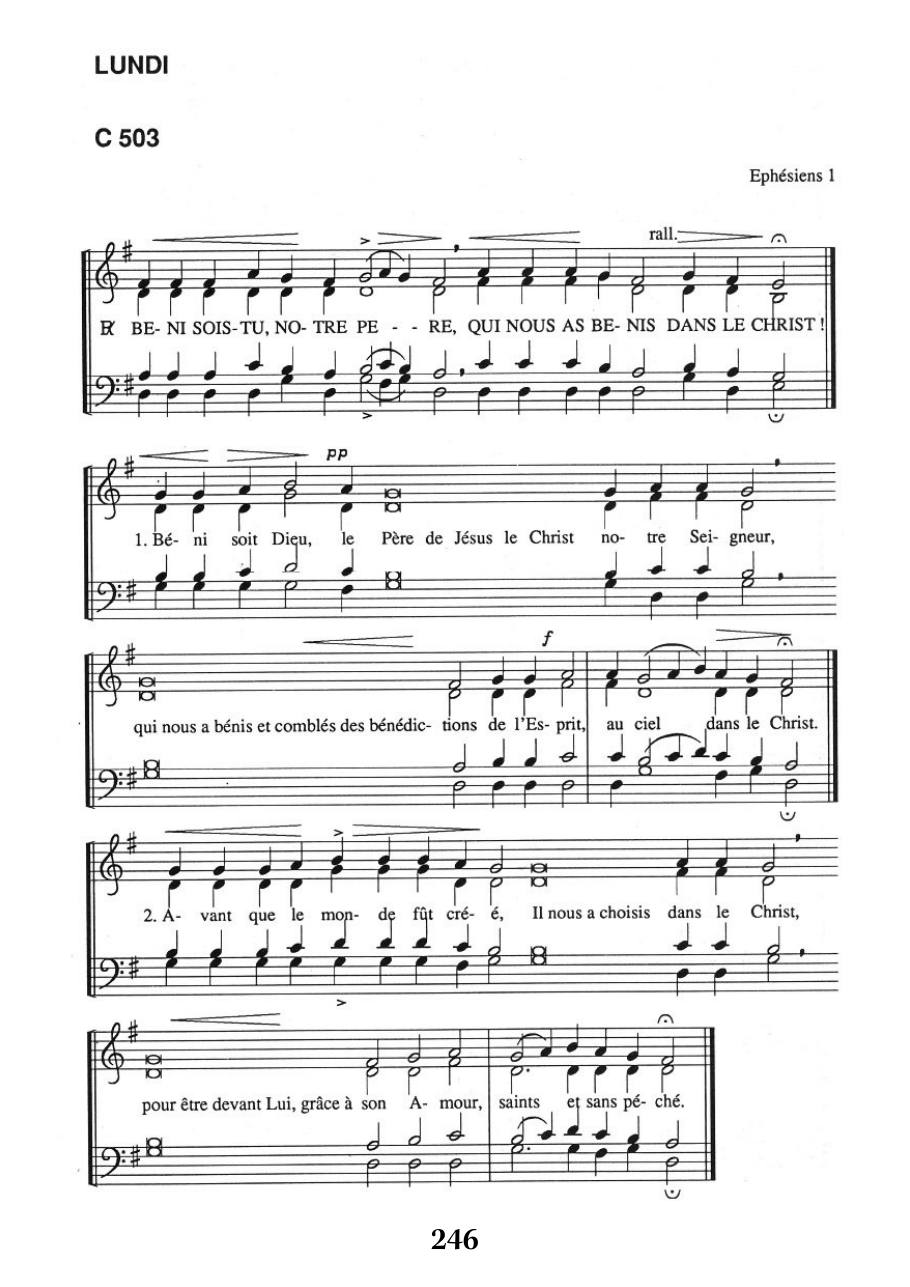 LUNDI
C 503
Ephésiens 1
rall.
℟ BE- NI SOIS-TU, NO- TRE PE - - RE, QUI NOUS AS BE- NIS DANS LE CHRIST !
pp
1. Bé- ni soit Dieu, le Père de Jésus le Christ no- tre Sei- gneur,
f
qui nous a bénis et comblés des bénédic- tions de l'Es- prit, au ciel dans le Christ.
2. A- vant que le mon- de fût cré- é, Il nous a choisis dans le Christ,
pour être devant Lui, grâce à son A- mour, saints et sans pé- ché.
246